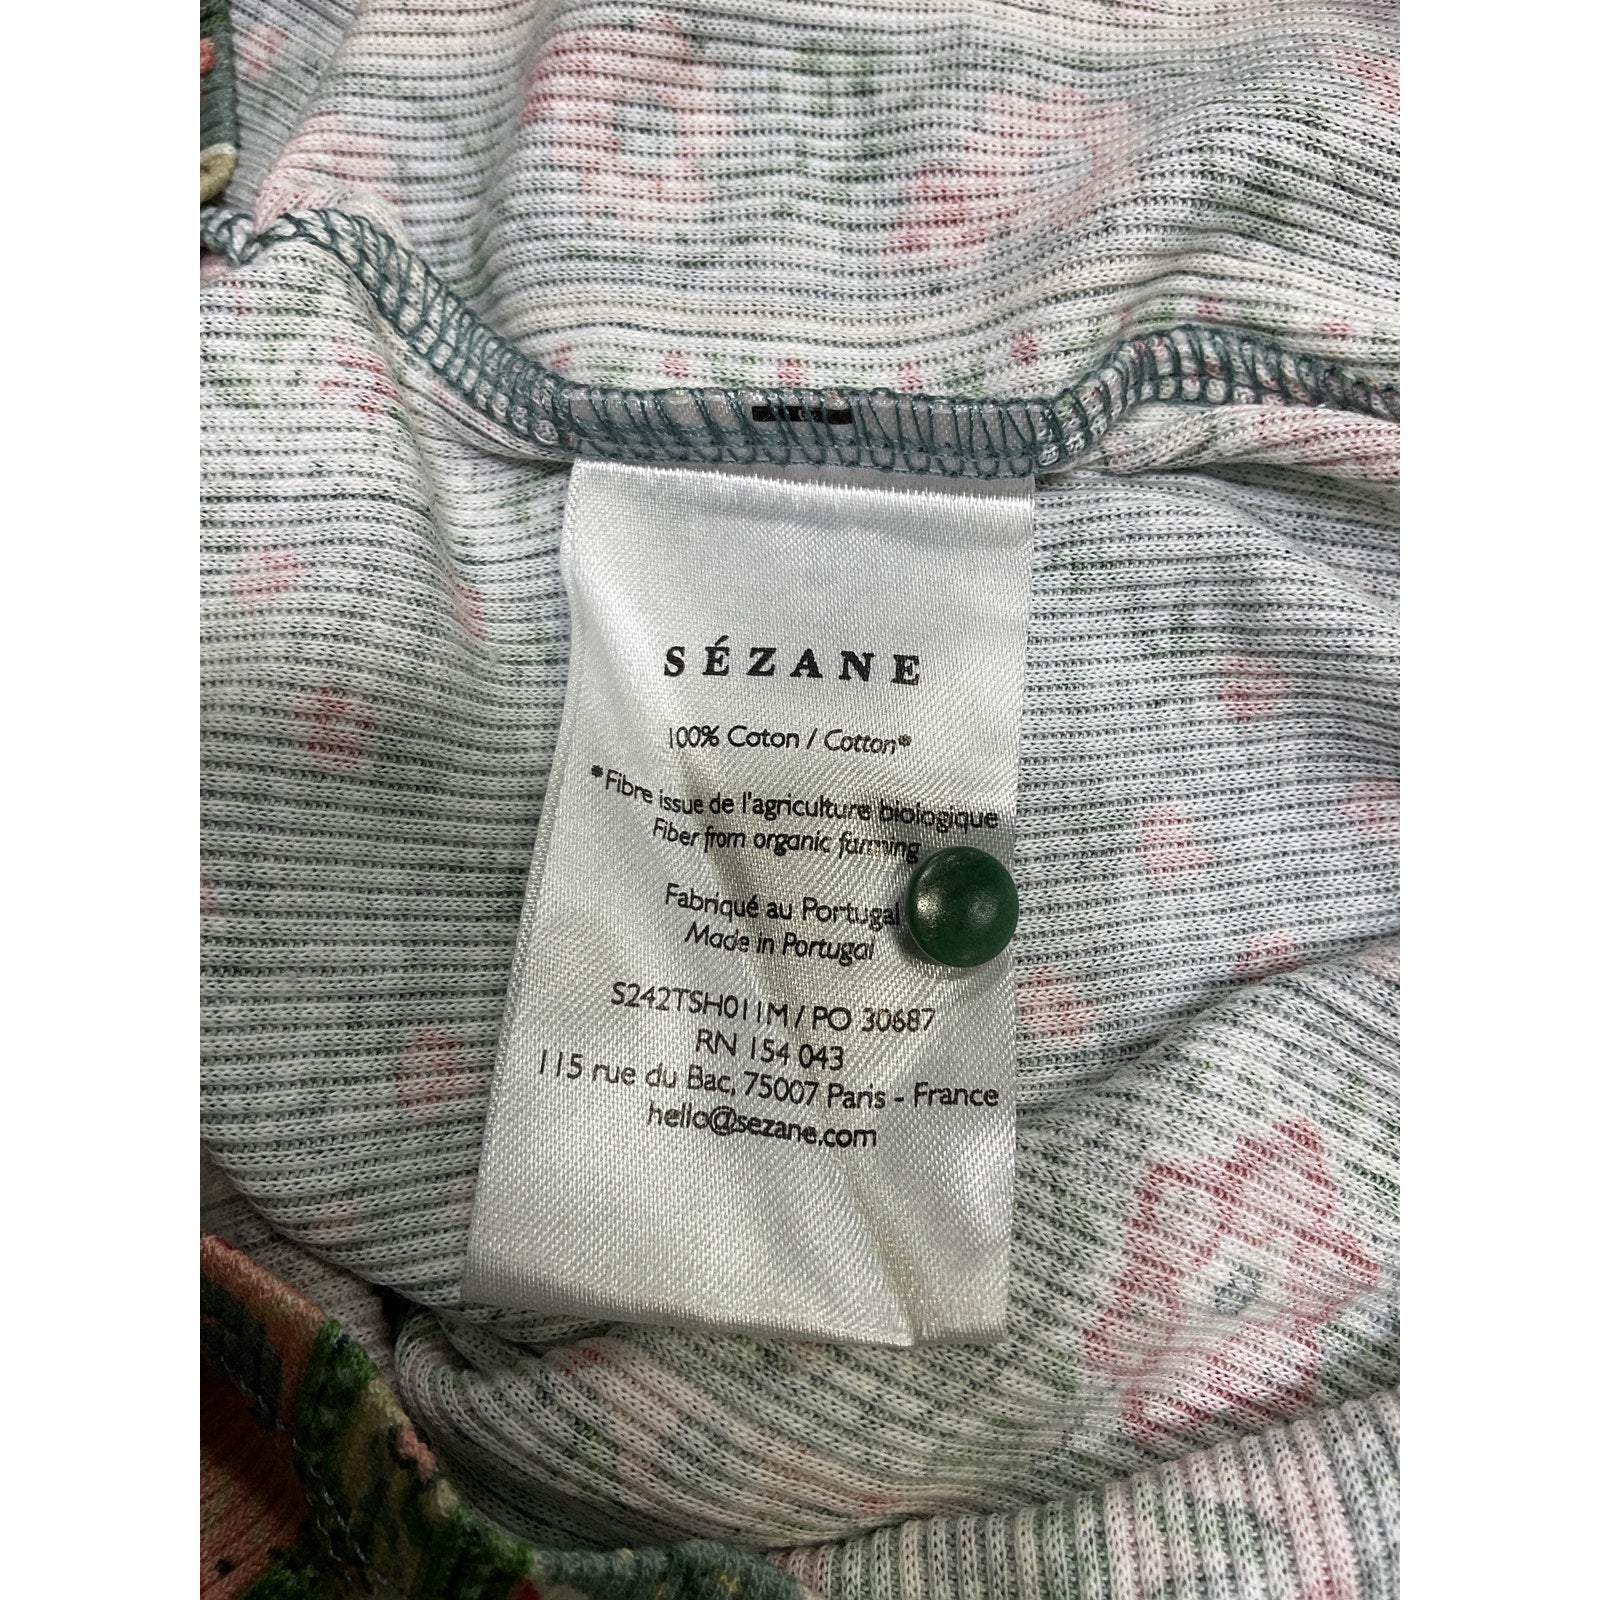 SÉZANE
100% Coton / Cotton*
*Fibre issue de l'agriculture biologique
Fiber from organic farming
Fabriqué au Portugal
Made in Portugal
S242TSH011M / PO 30687
RN 154 043
115 rue du Bac, 75007 Paris - France
hello@sezane.com